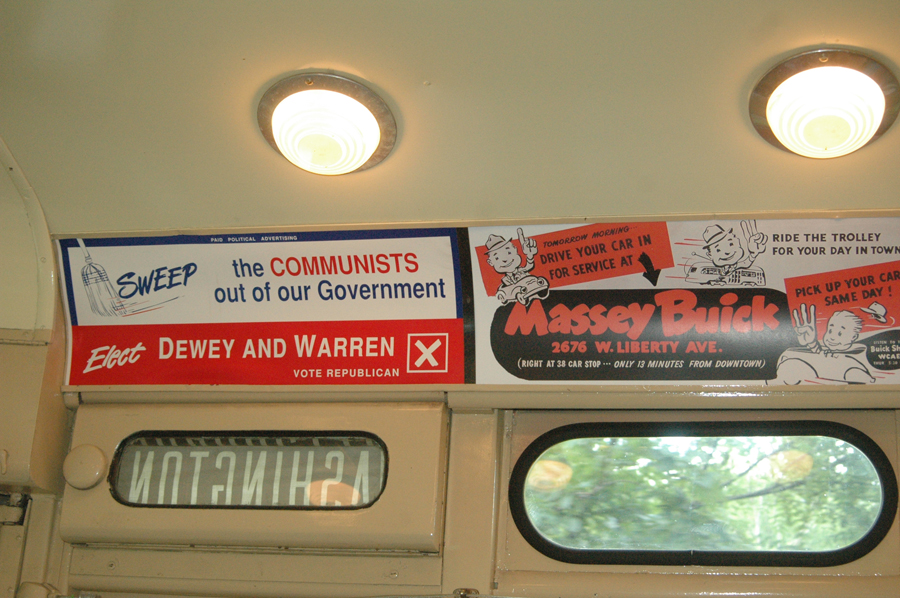 PAID POLITICAL ADVERTISING
SWEEP
the COMMUNISTS
out of our Government
Elect DEWEY AND WARREN
VOTE REPUBLICAN
TOMORROW MORNING
DRIVE YOUR CAR IN
FOR SERVICE AT
RIDE THE TROLLEY
FOR YOUR DAY IN TOWN
Massey Buick
2676 W. LIBERTY AVE.
(RIGHT AT 38 CAR STOP ··· ONLY 13 MINUTES FROM DOWNTOWN)
PICK UP YOUR CAR
SAME DAY!
Buick
WCAE
ASHINGTON